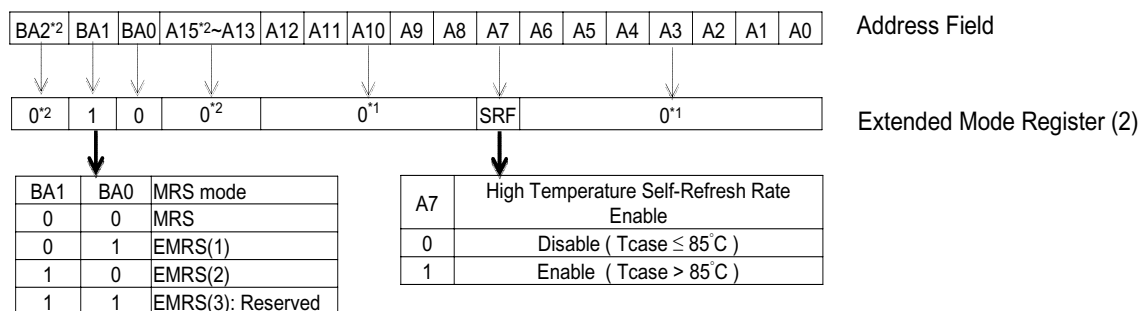 BA2*2 BA1 BA0 A15*2~A13 A12 A11 A10 A9 A8 A7 A6 A5 A4 A3 A2 A1 A0 Address Field
0*2 1 0 0*2 0*1 SRF 0*1 Extended Mode Register (2)
BA1 BA0 MRS mode
0 0 MRS
0 1 EMRS(1)
1 0 EMRS(2)
1 1 EMRS(3): Reserved
A7 High Temperature Self-Refresh Rate
Enable
0 Disable ( Tcase ≤ 85°C )
1 Enable ( Tcase > 85°C )